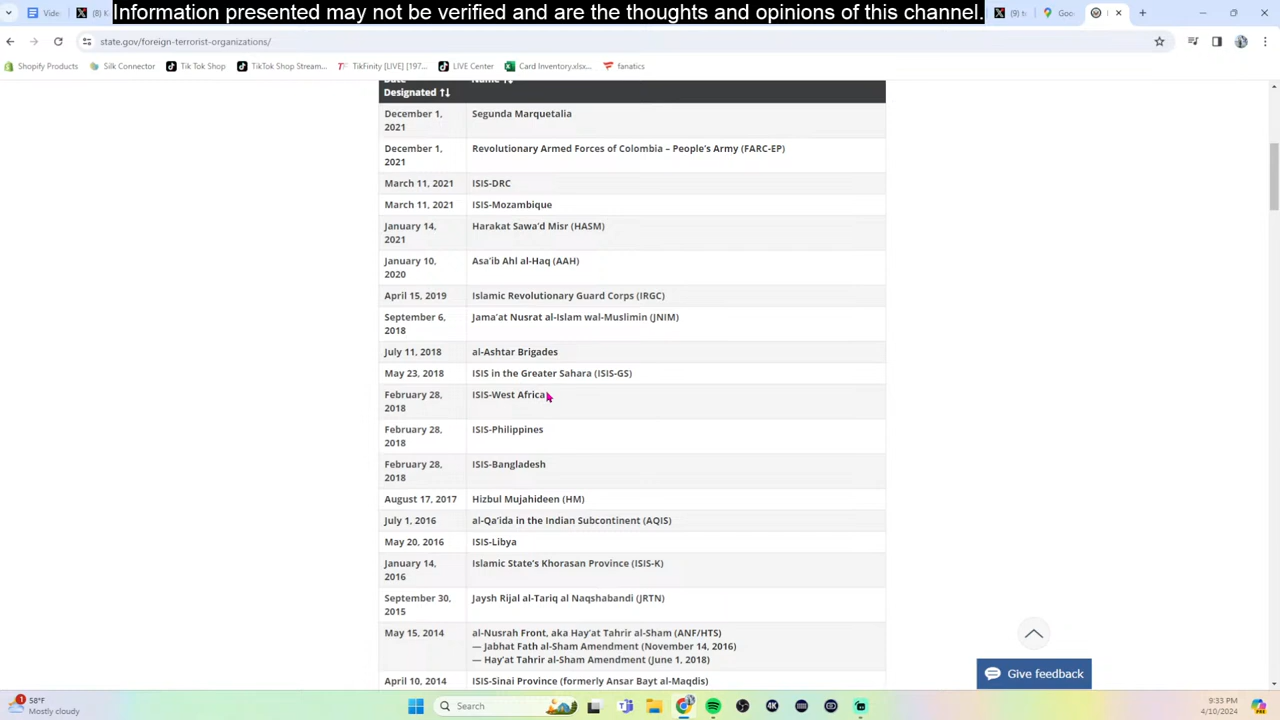 Information presented may not be verified and are the thoughts and opinions of this channel.
Vide
(8)
(9) t
Goo
state.gov/foreign-terrorist-organizations/
Shopify Products
Silk Connector
Tik Tok Shop
TikTok Shop Stream...
TikFinity [LIVE] [197...
LIVE Center
Card Inventory.xlsx...
fanatics
Date Designated
Name
December 1, 2021 Segunda Marquetalia
December 1, 2021 Revolutionary Armed Forces of Colombia – People’s Army (FARC-EP)
March 11, 2021 ISIS-DRC
March 11, 2021 ISIS-Mozambique
January 14, 2021 Harakat Sawa’d Misr (HASM)
January 10, 2020 Asa’ib Ahl al-Haq (AAH)
April 15, 2019 Islamic Revolutionary Guard Corps (IRGC)
September 6, 2018 Jama’at Nusrat al-Islam wal-Muslimin (JNIM)
July 11, 2018 al-Ashtar Brigades
May 23, 2018 ISIS in the Greater Sahara (ISIS-GS)
February 28, 2018 ISIS-West Africa
February 28, 2018 ISIS-Philippines
February 28, 2018 ISIS-Bangladesh
August 17, 2017 Hizbul Mujahideen (HM)
July 1, 2016 al-Qa’ida in the Indian Subcontinent (AQIS)
May 20, 2016 ISIS-Libya
January 14, 2016 Islamic State’s Khorasan Province (ISIS-K)
September 30, 2015 Jaysh Rijal al-Tariq al Naqshabandi (JRTN)
May 15, 2014 al-Nusrah Front, aka Hay’at Tahrir al-Sham (ANF/HTS)
— Jabhat Fath al-Sham Amendment (November 14, 2016)
— Hay’at Tahrir al-Sham Amendment (June 1, 2018)
April 10, 2014 ISIS-Sinai Province (formerly Ansar Bayt al-Maqdis)
Give feedback
58°F
Mostly cloudy
Search
9:33 PM
4/10/2024